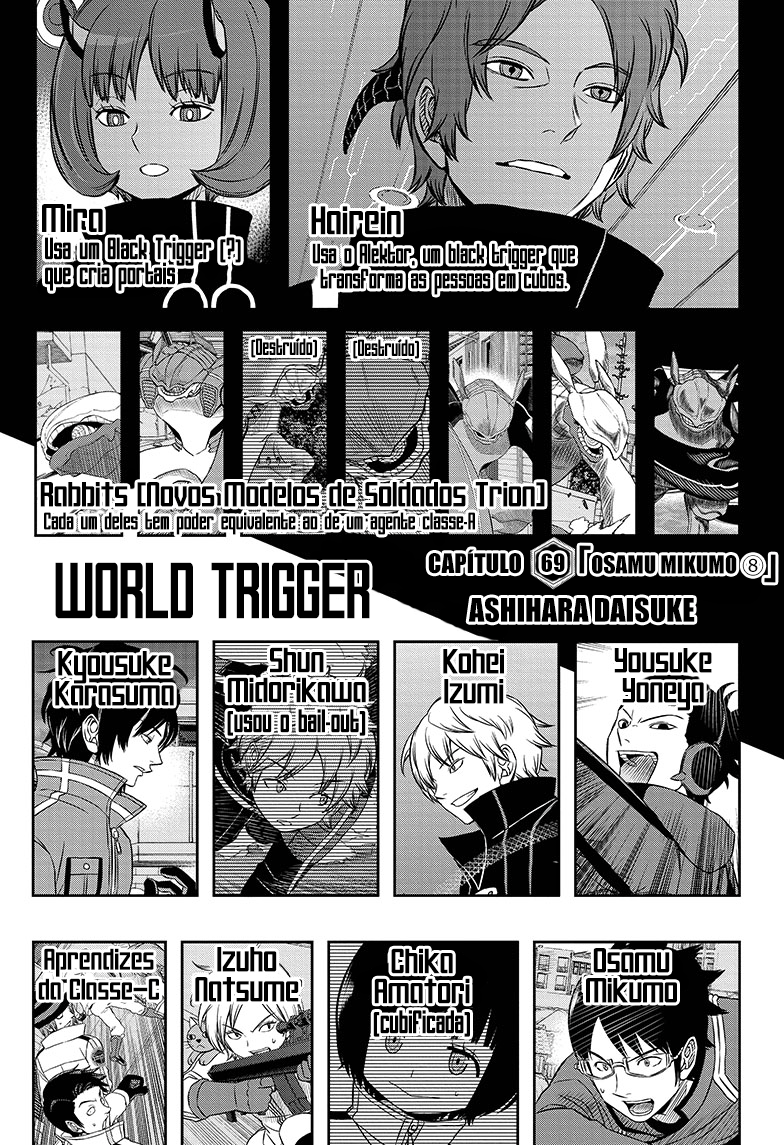 Mira
Usa um Black Trigger (?)
que cria portais
Hairein
Usa o Alektor, um black trigger que
transforma as pessoas em cubos.
(Destruído)
(Destruído)
Rabbits (Novos Modelos de Soldados Trion)
Cada um deles tem poder equivalente ao de um agente classe-A
CAPÍTULO 69 「OSAMU MIKUMO ⑧」
WORLD TRIGGER
ASHIHARA DAISUKE
Kyousuke
Karasuma
Shun
Midorikawa
(usou o bail-out)
Kohei
Izumi
Yousuke
Yoneya
Aprendizes
da Classe-C
Izuho
Natsume
Chika
Amatori
(cubificada)
Osamu
Mikumo